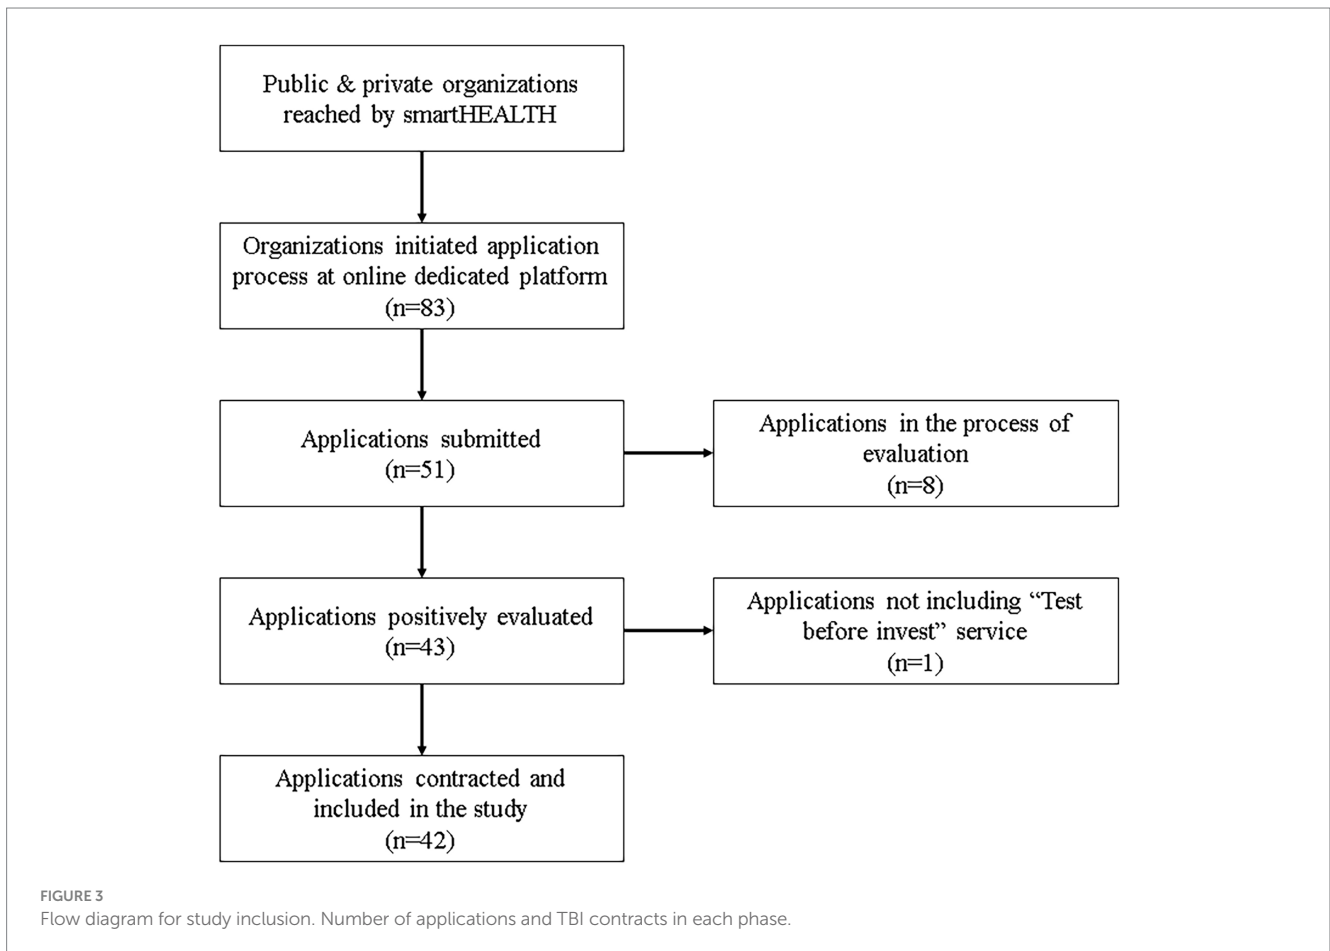 Public & private organizations
reached by smartHEALTH
Organizations initiated application
process at online dedicated platform
(n=83)
Applications submitted
(n=51)
Applications in the process of
evaluation
(n=8)
Applications positively evaluated
(n=43)
Applications not including “Test
before invest” service
(n=1)
Applications contracted and
included in the study
(n=42)
FIGURE 3
Flow diagram for study inclusion. Number of applications and TBI contracts in each phase.